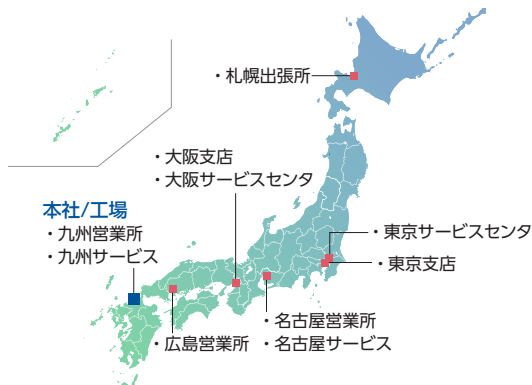 ・札幌出張所
・大阪支店
・大阪サービスセンタ
本社/工場
・九州営業所
・九州サービス
・東京サービスセンタ
・東京支店
・広島営業所
・名古屋営業所
・名古屋サービス